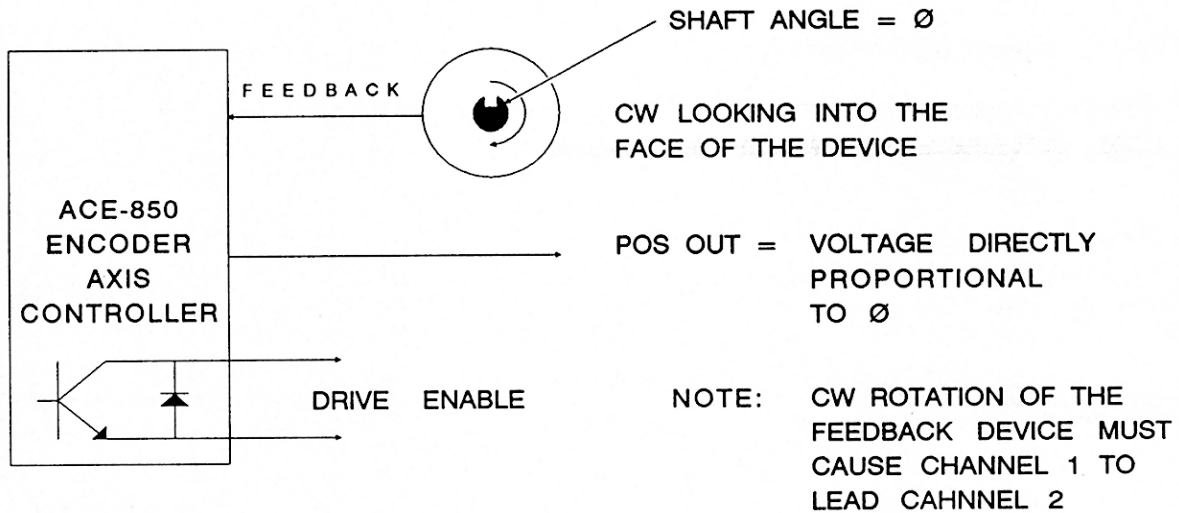 SHAFT ANGLE = Ø
FEEDBACK
CW LOOKING INTO THE
FACE OF THE DEVICE
ACE-850
ENCODER
AXIS
CONTROLLER
POS OUT = VOLTAGE DIRECTLY
PROPORTIONAL
TO Ø
DRIVE ENABLE
NOTE: CW ROTATION OF THE
FEEDBACK DEVICE MUST
CAUSE CHANNEL 1 TO
LEAD CAHNNEL 2